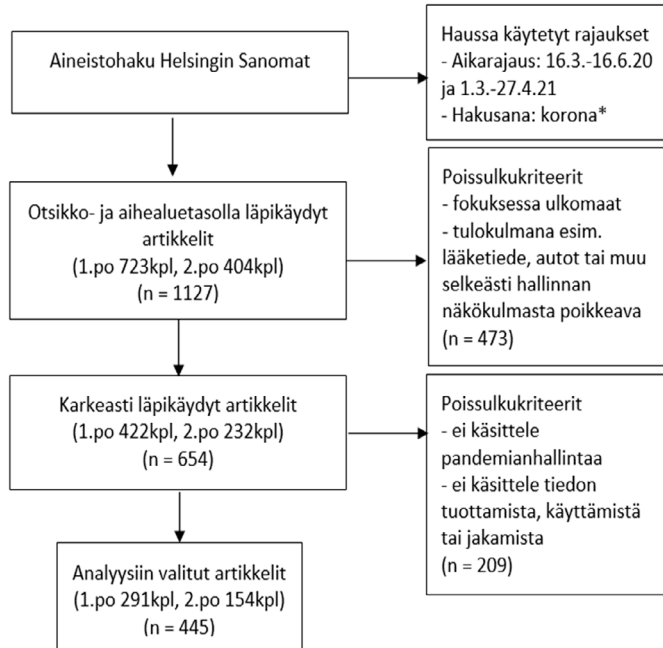 Aineistohaku Helsingin Sanomat
Haussa käytetyt rajaukset
- Aikarajaus: 16.3.-16.6.20
ja 1.3.-27.4.21
- Hakusana: korona*
Otsikko- ja aihealuetasolla läpikäydyt
artikkelit
(1.po 723kpl, 2.po 404kpl)
(n = 1127)
Poissulkukriteerit
- fokuksessa ulkomaat
- tulokulmana esim.
lääketiede, autot tai muu
selkeästi hallinnan
näkökulmasta poikkeava
(n = 473)
Karkeasti läpikäydyt artikkelit
(1.po 422kpl, 2.po 232kpl)
(n = 654)
Poissulkukriteerit
- ei käsittele
pandemianhallintaa
- ei käsittele tiedon
tuottamista, käyttämistä
tai jakamista
(n = 209)
Analyysiin valitut artikkelit
(1.po 291kpl, 2.po 154kpl)
(n = 445)